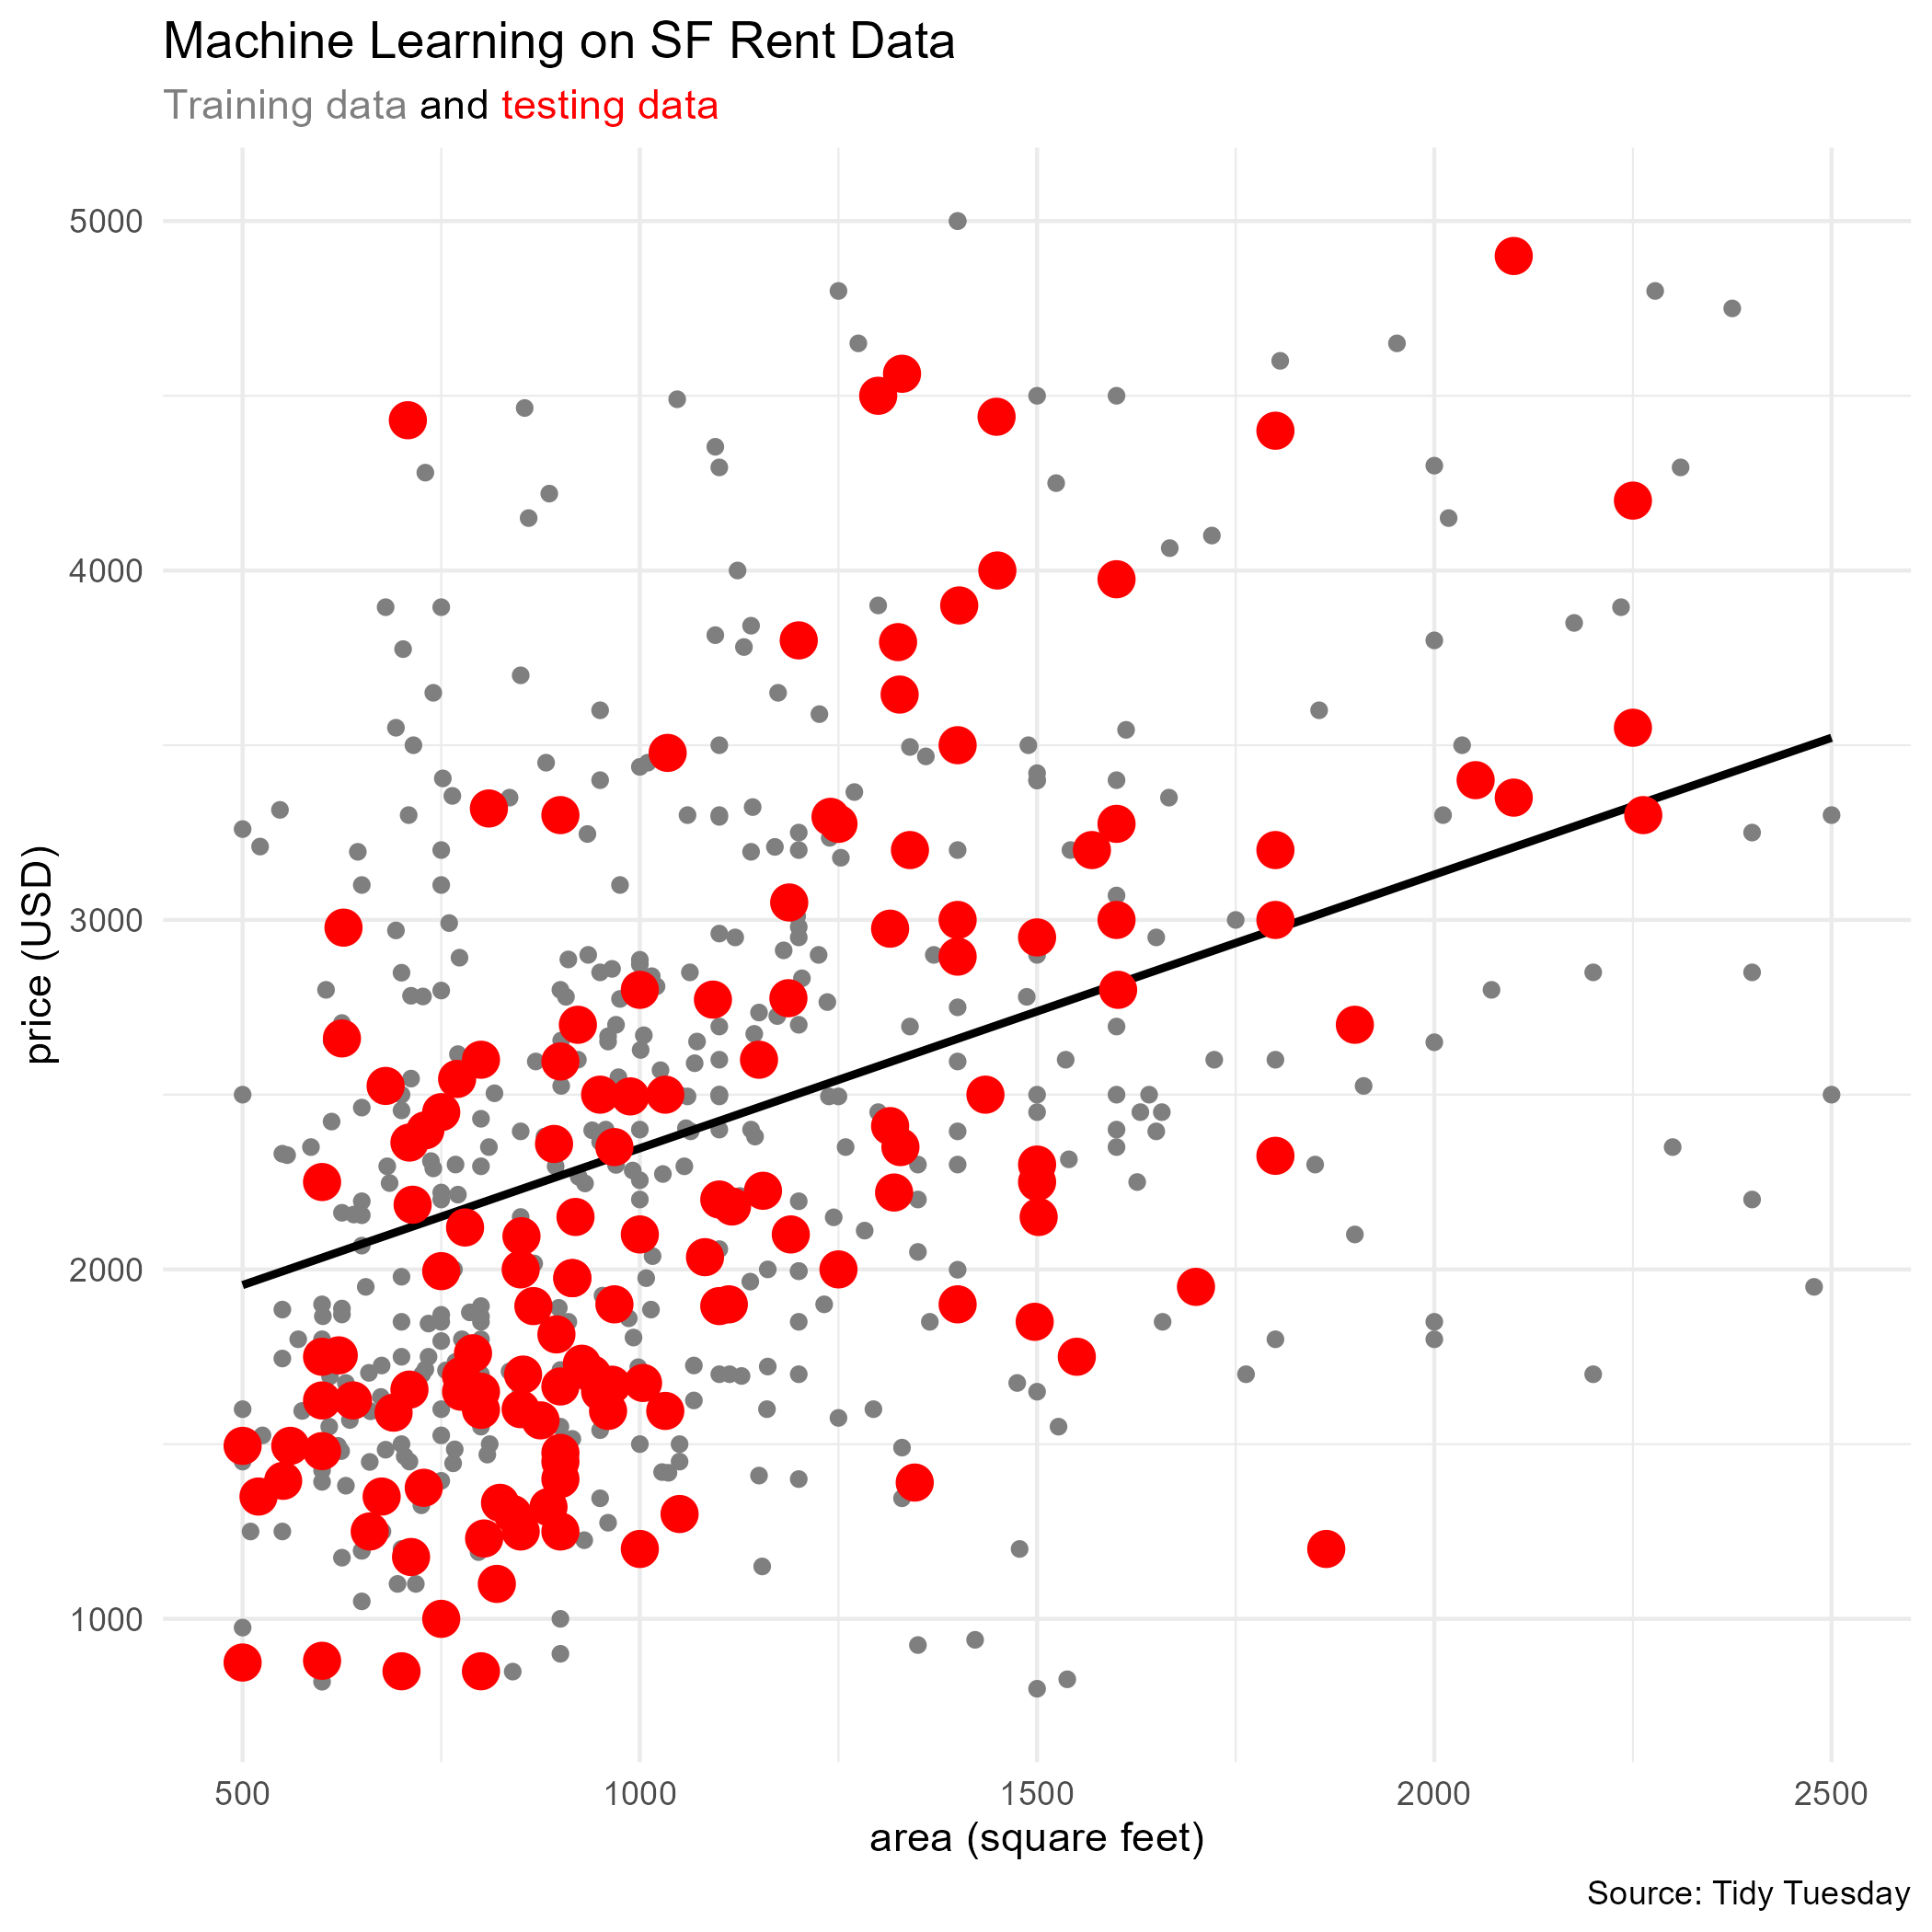 Machine Learning on SF Rent Data
Training data and testing data
5000
4000
3000
2000
1000
price (USD)
500 1000 1500 2000 2500
area (square feet)
Source: Tidy Tuesday